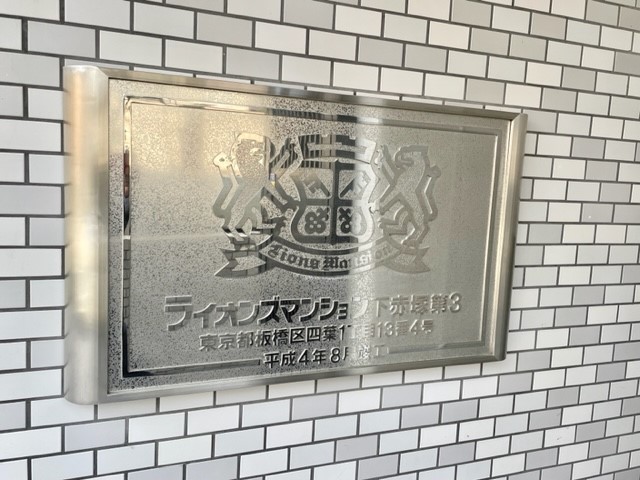 Lions Mansion
ライオンズマンション下赤塚第3
東京都板橋区四葉1丁目13番4号
平成4年8月竣工